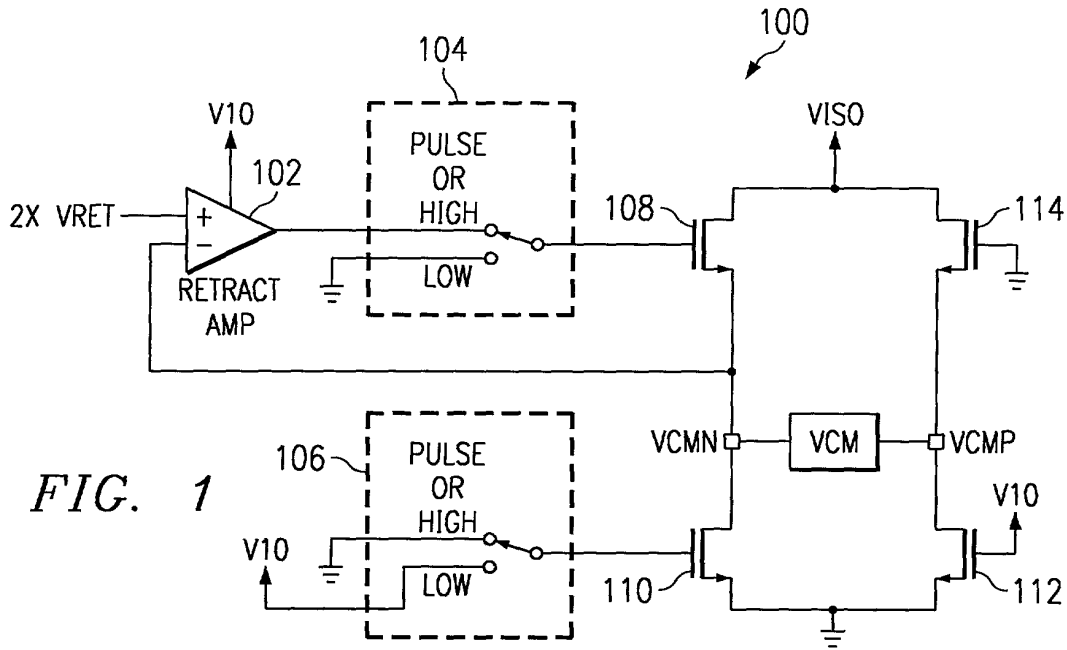 100
104
VISO
V10
102
PULSE
OR
HIGH
LOW
2X VRET
+
−
RETRACT
AMP
108
114
106
PULSE
OR
HIGH
LOW
V10
VCMN
VCM
VCMP
V10
110
112
FIG. 1